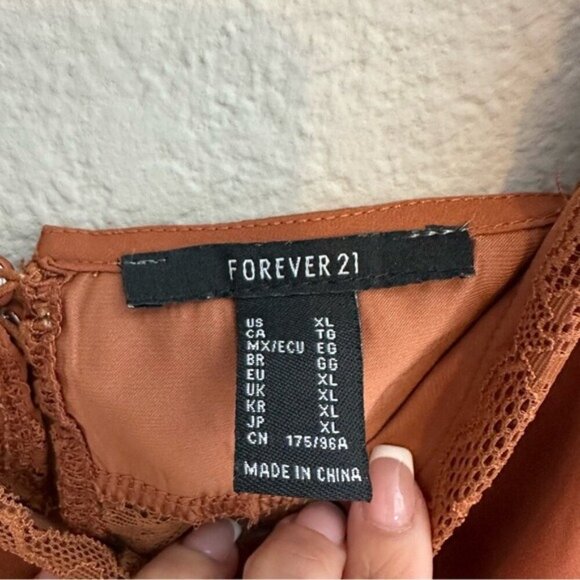 FOREVER 21
US XL
CA TG
MX/ECU EG
BR GG
EU XL
UK XL
KR XL
JP XL
CN 175/96A
MADE IN CHINA